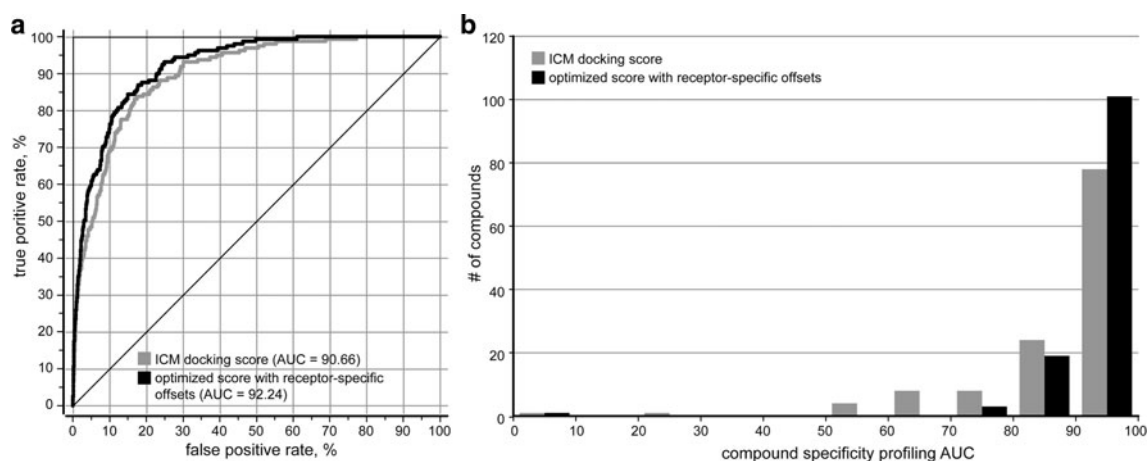 a
100
90
80
70
60
50
40
30
20
10
0
true poritive rate, %
ICM docking score (AUC = 90.66)
optimized score with receptor-specific
offsets (AUC = 92.24)
0 10 20 30 40 50 60 70 80 90 100
false positive rate, %
b
120
100
80
60
40
20
0
# of compounds
ICM docking score
optimized score with receptor-specific offsets
0 10 20 30 40 50 60 70 80 90 100
compound specificity profiling AUC